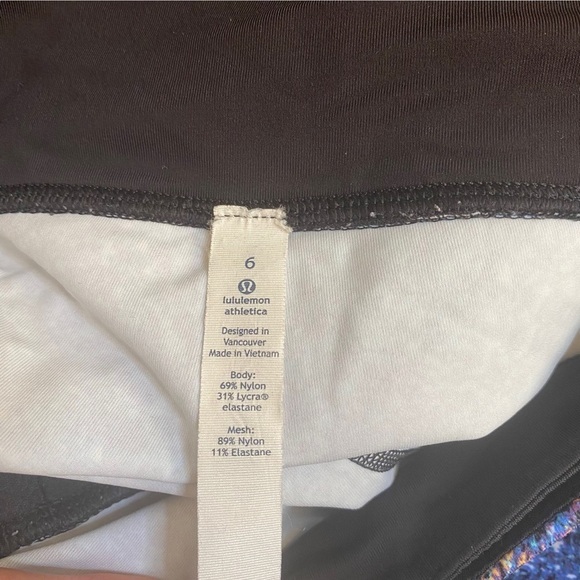 6
lululemon
athletica
Designed in
Vancouver
Made in Vietnam
Body:
69% Nylon
31% Lycra®
elastane
Mesh:
89% Nylon
11% Elastane